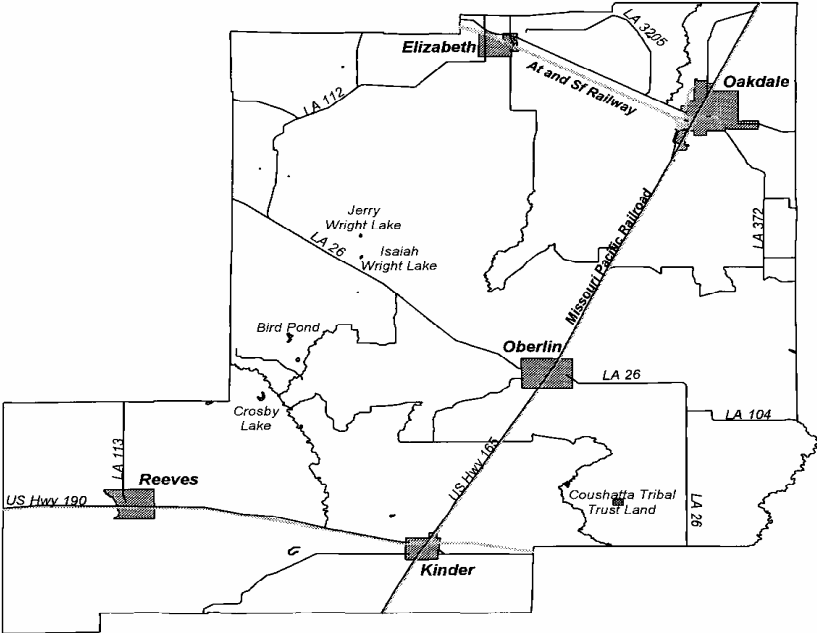 Elizabeth
LA 3205
At and Sf Railway
Oakdale
LA 112
Jerry
Wright Lake
LA 26
Isaiah
Wright Lake
Missouri Pacific Railroad
LA 372
Bird Pond
Oberlin
LA 26
Crosby
Lake
LA 104
LA 113
Reeves
US Hwy 165
US Hwy 190
Coushatta Tribal
Trust Land
LA 26
Kinder